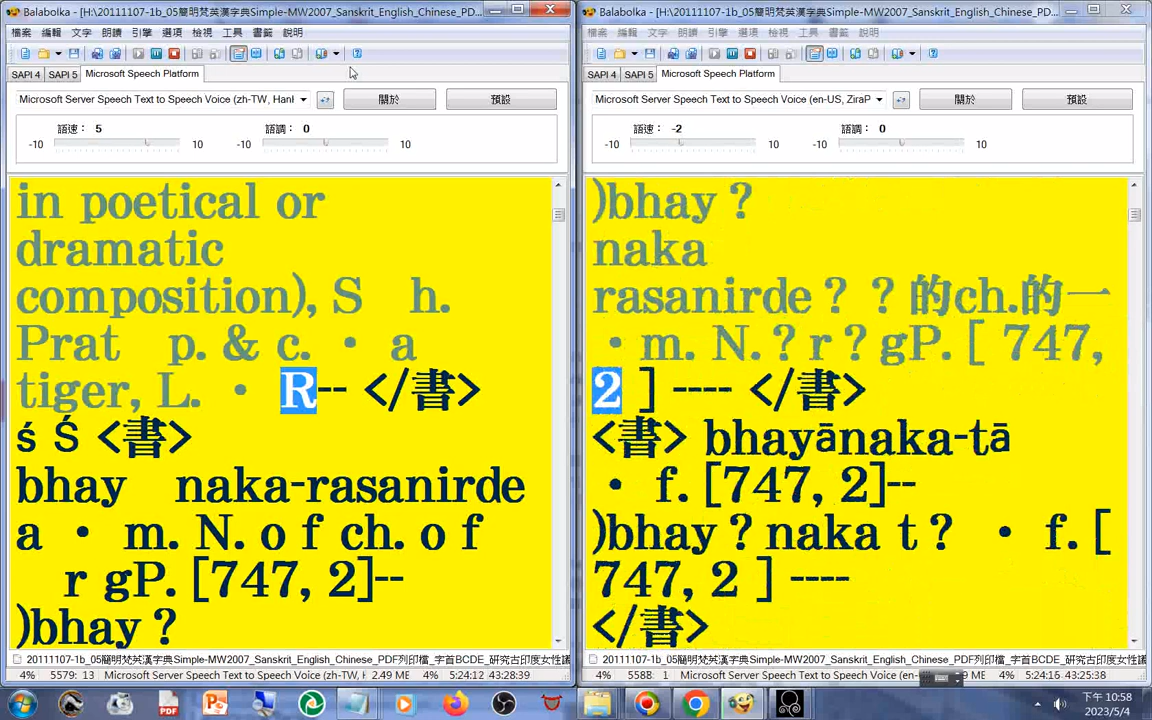 Balabolka - [H:\20111107-1b_05簡明梵英漢字典Simple-MW2007_Sanskrit_English_Chinese_PD...
檔案 編輯 文字 朗讀 引擎 選項 檢視 工具 書籤 說明
SAPI 4 SAPI 5 Microsoft Speech Platform
Microsoft Server Speech Text to Speech Voice (zh-TW, HanI 關於 預設
語速: 5 語調: 0
-10 10 -10 10
in poetical or
dramatic
composition), S h.
Prat p. & c. • a
tiger, L. • R-- </書>
ś Ś <書>
bhay naka-rasanirde
a • m. N. o f ch. o f
r gP. [747, 2]--
)bhay ?
20111107-1b_05簡明梵英漢字典Simple-MW2007_Sanskrit_English_Chinese_PDF列印檔_字首BCDE_研究古印度女性議
4% 5579: 13 Microsoft Server Speech Text to Speech Voice (zh-TW, H 2.49 ME 4% 5:24:12 43:28:39
Balabolka - [H:\20111107-1b_05簡明梵英漢字典Simple-MW2007_Sanskrit_English_Chinese_PD...
檔案 編輯 文字 朗讀 引擎 選項 檢視 工具 書籤 說明
SAPI 4 SAPI 5 Microsoft Speech Platform
Microsoft Server Speech Text to Speech Voice (en-US, ZiraP 關於 預設
語速: -2 語調: 0
-10 10 -10 10
)bhay ?
naka
rasanirde ? ? 的ch.的一
• m. N. ? r ? gP. [ 747,
2 ] ---- </書>
<書> bhayānaka-tā
• f. [747, 2]--
)bhay ? naka t ? • f. [
747, 2 ] ----
</書>
20111107-1b_05簡明梵英漢字典Simple-MW2007_Sanskrit_English_Chinese_PDF列印檔_字首BCDE_研究古印度女性議
4% 5588: 1 Microsoft Server Speech Text to Speech Voice (en-US, 4% 5:24:16 43:25:38
下午 10:58
2023/5/4